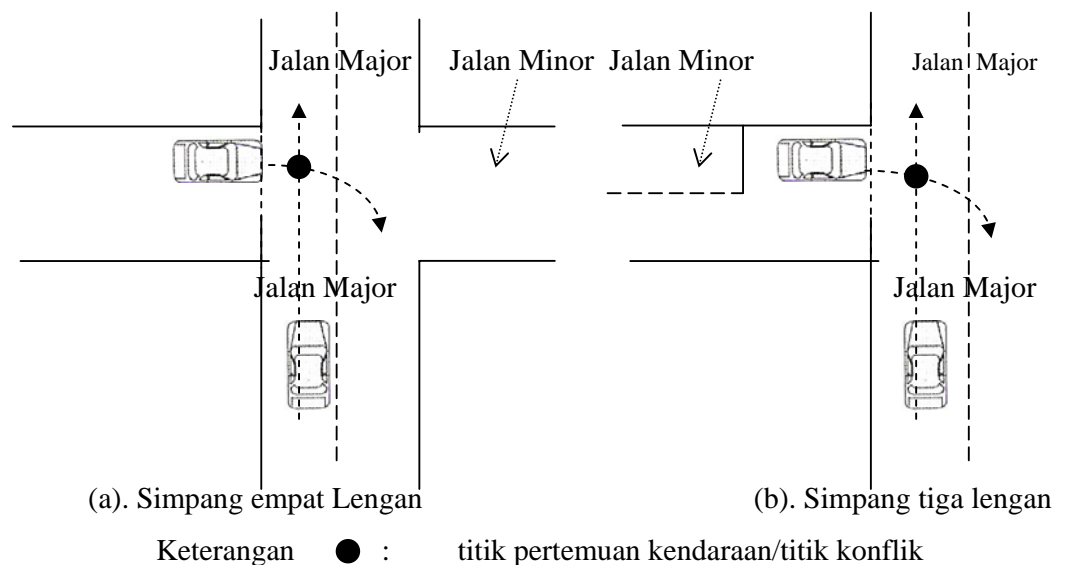 Jalan Major
Jalan Minor
Jalan Minor
Jalan Major
Jalan Major
Jalan Major
(a). Simpang empat Lengan
(b). Simpang tiga lengan
Keterangan : titik pertemuan kendaraan/titik konflik